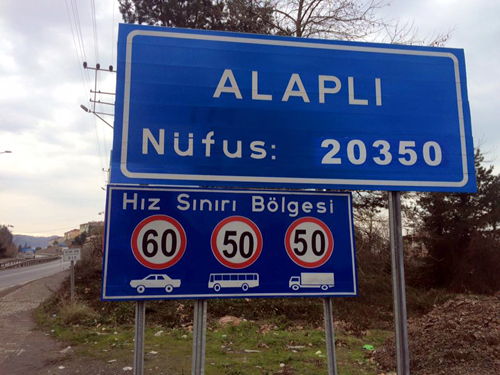 ALAPLI
Nüfus: 20350
Hız Sınırı Bölgesi
60 50 50